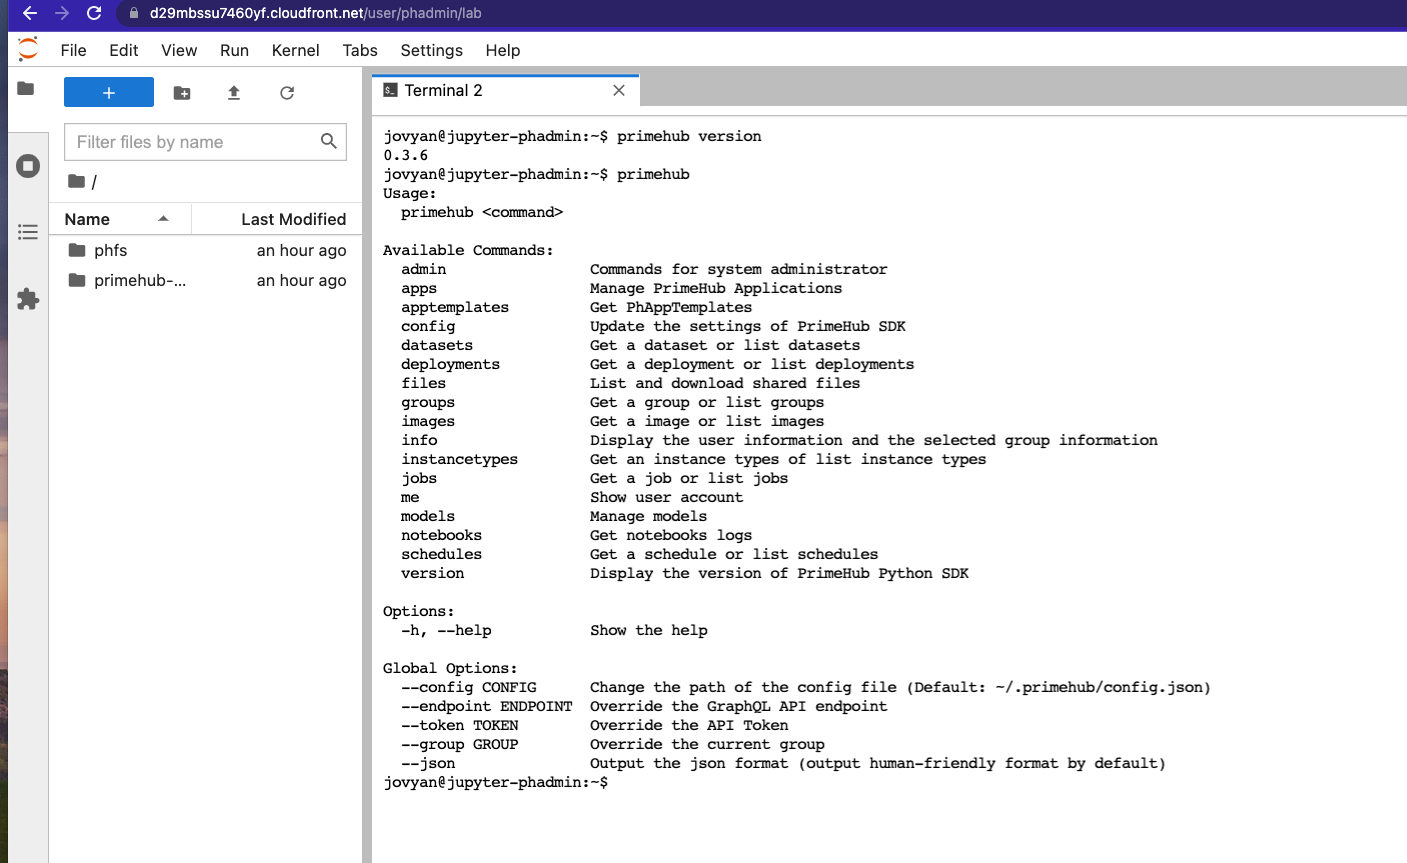 d29mbssu7460yf.cloudfront.net/user/phadmin/lab
File Edit View Run Kernel Tabs Settings Help
+
Filter files by name
/
Name Last Modified
phfs an hour ago
primehub-... an hour ago
$_ Terminal 2
jovyan@jupyter-phadmin:~$ primehub version
0.3.6
jovyan@jupyter-phadmin:~$ primehub
Usage:
  primehub <command>

Available Commands:
  admin                Commands for system administrator
  apps                 Manage PrimeHub Applications
  apptemplates         Get PhAppTemplates
  config               Update the settings of PrimeHub SDK
  datasets             Get a dataset or list datasets
  deployments          Get a deployment or list deployments
  files                List and download shared files
  groups               Get a group or list groups
  images               Get a image or list images
  info                 Display the user information and the selected group information
  instancetypes        Get an instance types of list instance types
  jobs                 Get a job or list jobs
  me                   Show user account
  models               Manage models
  notebooks            Get notebooks logs
  schedules            Get a schedule or list schedules
  version              Display the version of PrimeHub Python SDK

Options:
  -h, --help           Show the help

Global Options:
  --config CONFIG      Change the path of the config file (Default: ~/.primehub/config.json)
  --endpoint ENDPOINT  Override the GraphQL API endpoint
  --token TOKEN        Override the API Token
  --group GROUP        Override the current group
  --json               Output the json format (output human-friendly format by default)
jovyan@jupyter-phadmin:~$